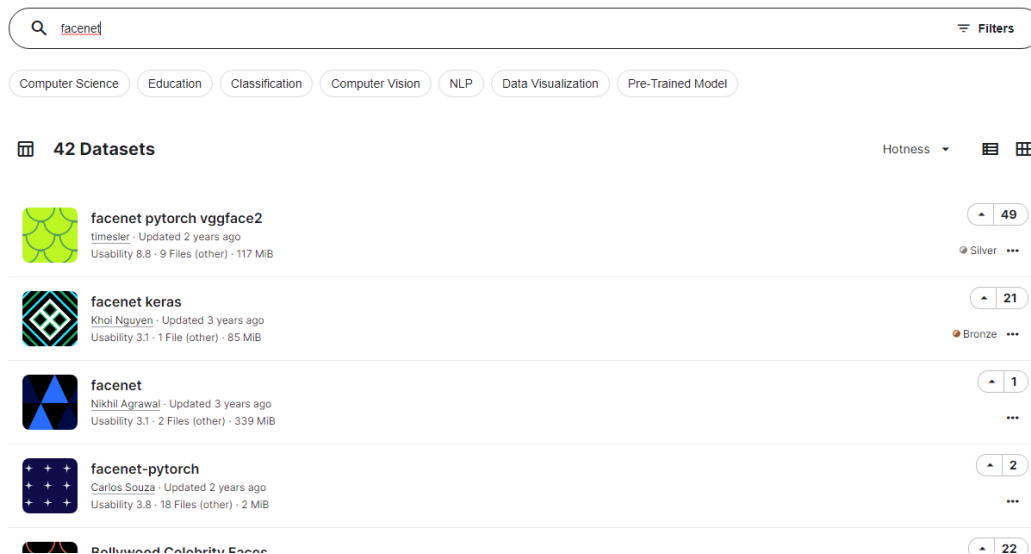 facenet
Filters
Computer Science
Education
Classification
Computer Vision
NLP
Data Visualization
Pre-Trained Model
42 Datasets
Hotness
facenet pytorch vggface2
timesler · Updated 2 years ago
Usability 8.8 · 9 Files (other) · 117 MiB
49
Silver
facenet keras
Khoi Nguyen · Updated 3 years ago
Usability 3.1 · 1 File (other) · 85 MiB
21
Bronze
facenet
Nikhil Agrawal · Updated 3 years ago
Usability 3.1 · 2 Files (other) · 339 MiB
1
facenet-pytorch
Carlos Souza · Updated 2 years ago
Usability 3.8 · 18 Files (other) · 2 MiB
2
Bollywood Celebrity Faces
22